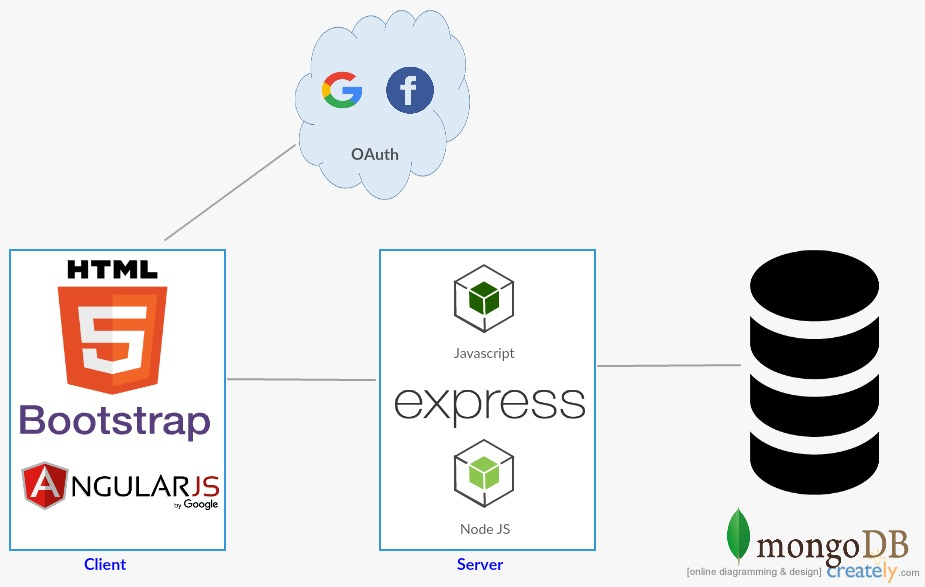 OAuth
HTML
5
Bootstrap
ANGULARJS
by Google
Client
Javascript
express
Node JS
Server
mongoDB
[online diagramming & design] creately.com